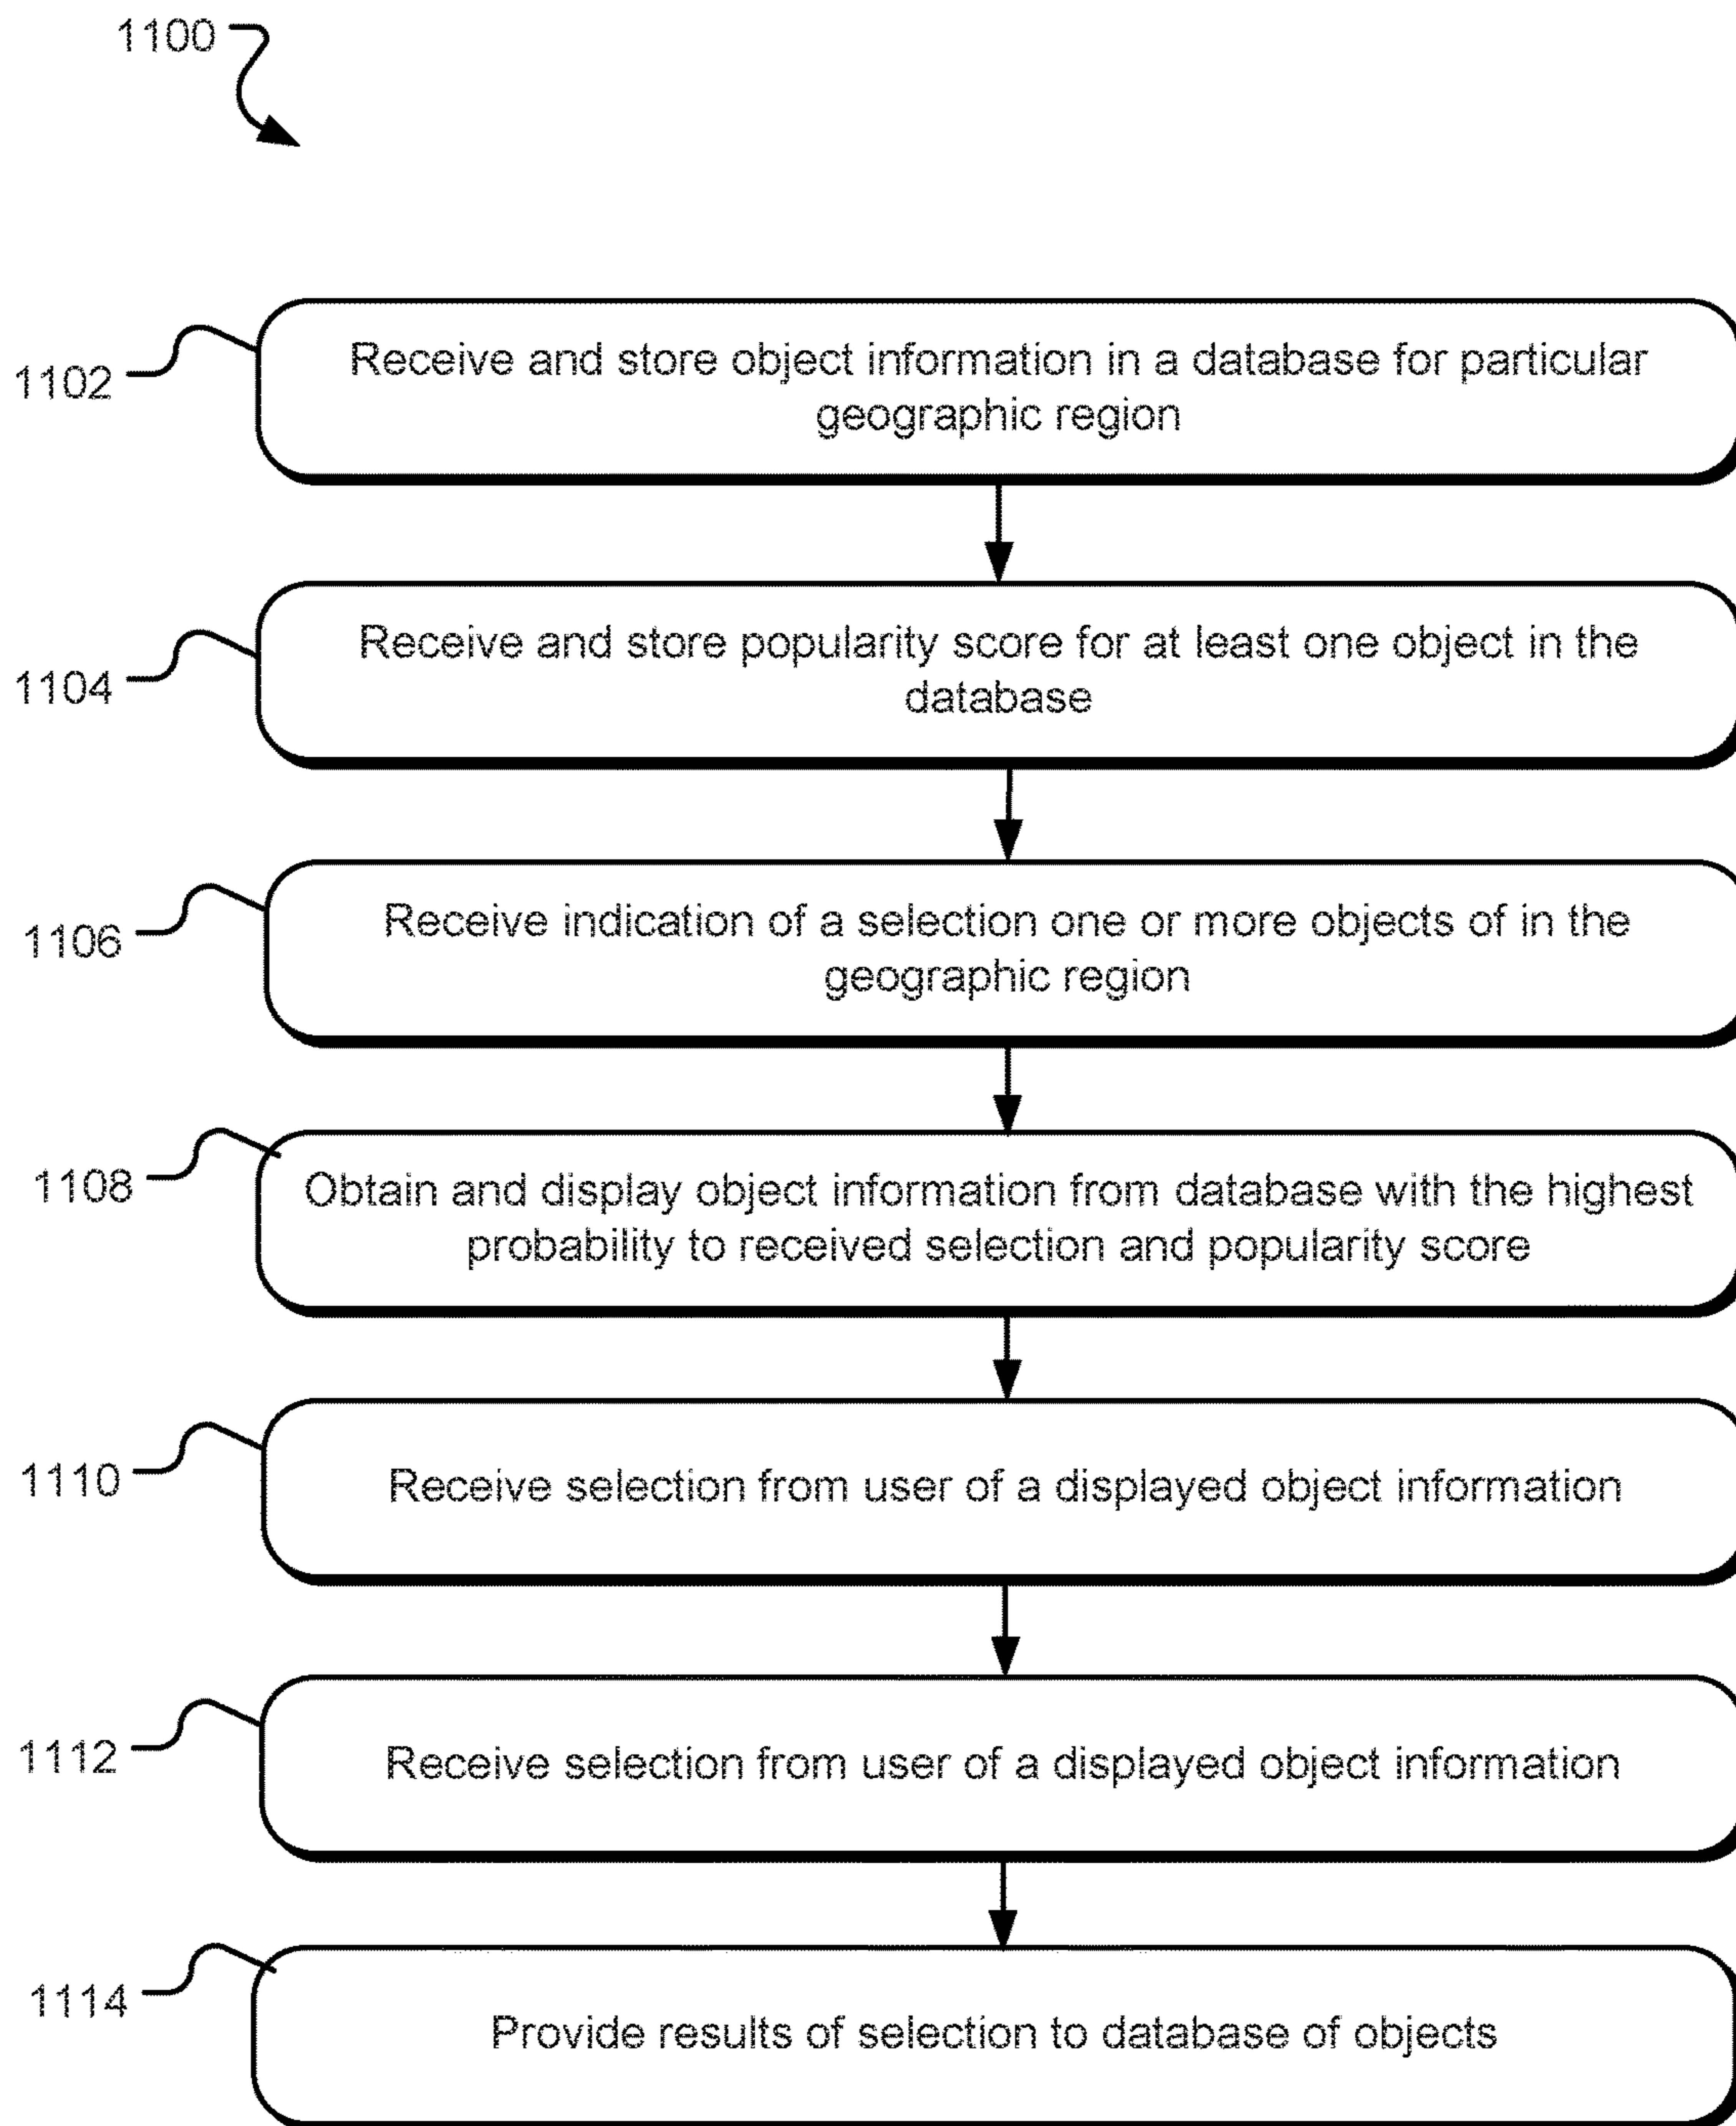 1100
1102
Receive and store object information in a database for particular
geographic region
1104
Receive and store popularity score for at least one object in the
database
1106
Receive indication of a selection one or more objects of in the
geographic region
1108
Obtain and display object information from database with the highest
probability to received selection and popularity score
1110
Receive selection from user of a displayed object information
1112
Receive selection from user of a displayed object information
1114
Provide results of selection to database of objects